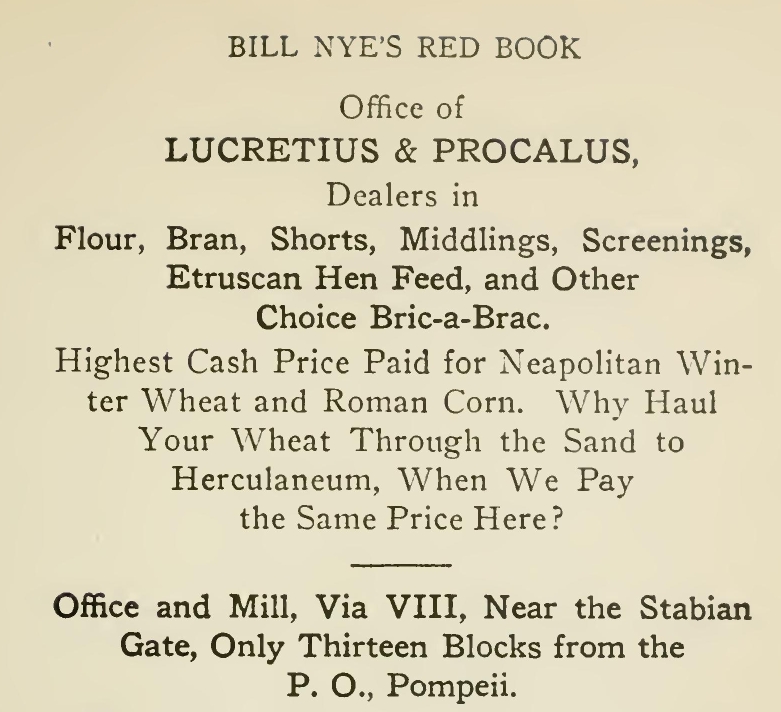 BILL NYE'S RED BOOK
Office of
LUCRETIUS & PROCALUS,
Dealers in
Flour, Bran, Shorts, Middlings, Screenings,
Etruscan Hen Feed, and Other
Choice Bric-a-Brac.
Highest Cash Price Paid for Neapolitan Win-
ter Wheat and Roman Corn. Why Haul
Your Wheat Through the Sand to
Herculaneum, When We Pay
the Same Price Here?
Office and Mill, Via VIII, Near the Stabian
Gate, Only Thirteen Blocks from the
P. O., Pompeii.